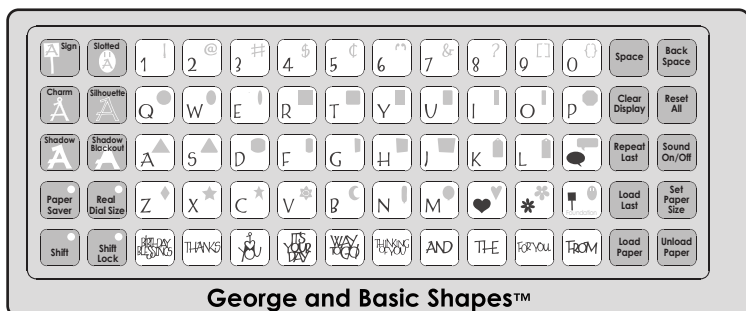 Sign Slotted 1 | 2 @ 3 # 4 $ 5 ¢ 6 ^ 7 & 8 ? 9 [] 0 {} Space Back Space
Charm Silhouette Q W E R T Y U I O P Clear Display Reset All
Shadow Shadow Blackout A S D F G H J K L Repeat Last Sound On/Off
Paper Saver Real Dial Size Z X C V B N M * Foundation Load Last Set Paper Size
Shift Shift Lock BIRTHDAY BLESSINGS THANKS YOU IT'S YOUR DAY WAY TO GO! THINKING OF YOU AND THE FOR YOU FROM Load Paper Unload Paper
George and Basic Shapes™